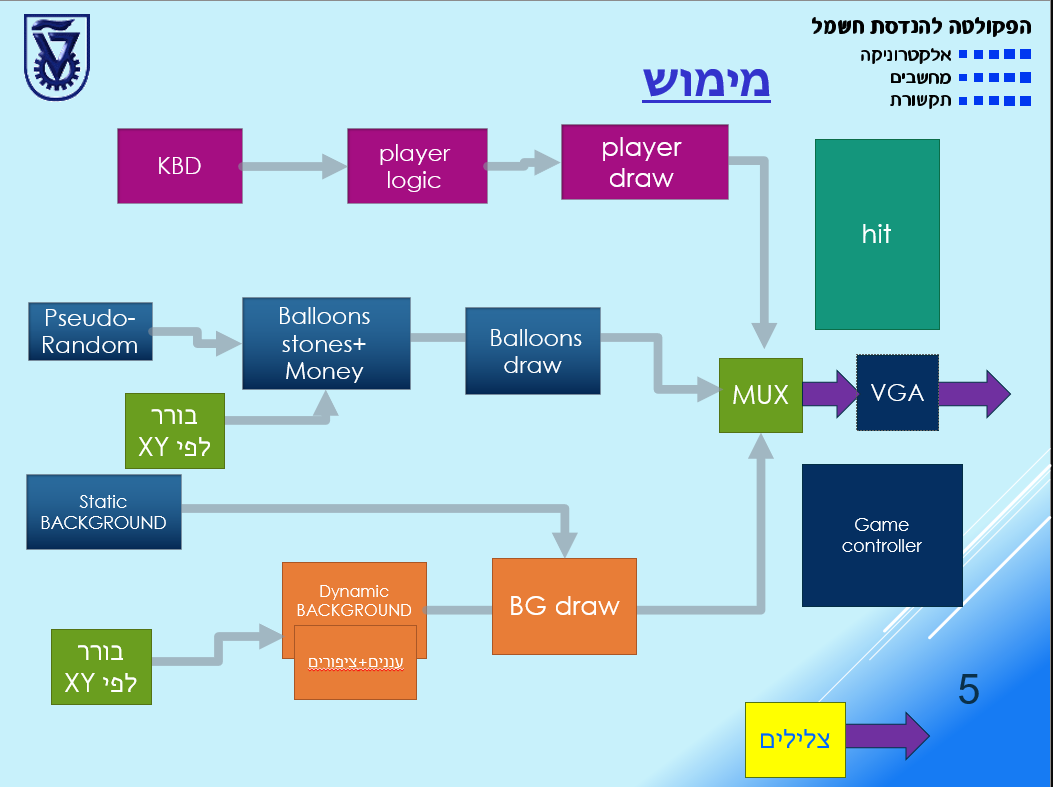 הפקולטה להנדסת חשמל
אלקטרוניקה
מחשבים
תקשורת
מימוש
KBD
player
logic
player
draw
hit
Pseudo-
Random
Balloons
stones+
Money
Balloons
draw
MUX
VGA
בורר
לפי XY
Static
BACKGROUND
Game
controller
Dynamic
BACKGROUND
עננים+ציפורים
BG draw
בורר
לפי XY
5
צלילים